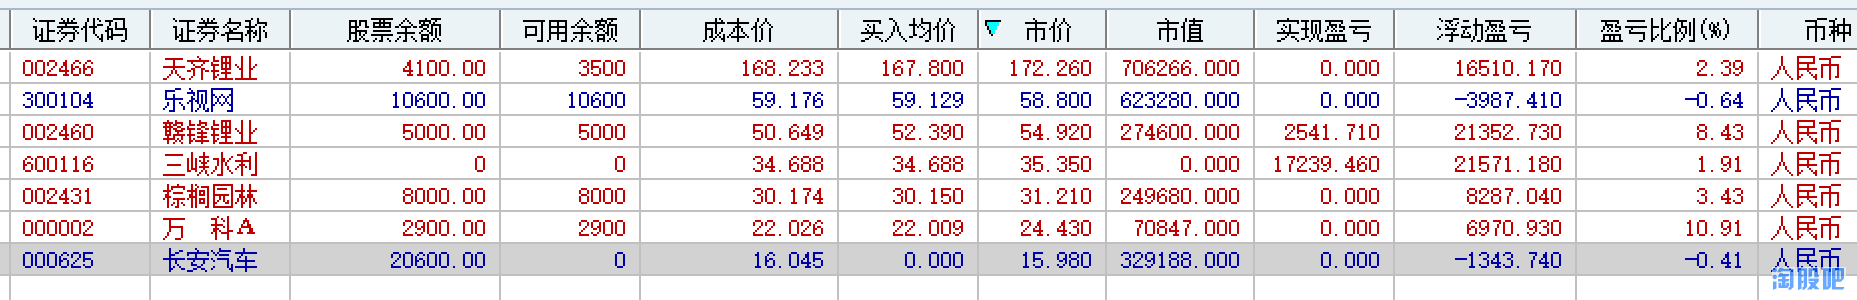 证券代码 证券名称 股票余额 可用余额 成本价 买入均价 市价 市值 实现盈亏 浮动盈亏 盈亏比例(%) 币种
002466 天齐锂业 4100.00 3500 168.233 167.800 172.260 706266.000 0.000 16510.170 2.39 人民币
300104 乐视网 10600.00 10600 59.176 59.129 58.800 623280.000 0.000 -3987.410 -0.64 人民币
002460 赣锋锂业 5000.00 5000 50.649 52.390 54.920 274600.000 2541.710 21352.730 8.43 人民币
600116 三峡水利 0 0 34.688 34.688 35.350 0.000 17239.460 21571.180 1.91 人民币
002431 棕榈园林 8000.00 8000 30.174 30.150 31.210 249680.000 0.000 8287.040 3.43 人民币
000002 万 科A 2900.00 2900 22.026 22.009 24.430 70847.000 0.000 6970.930 10.91 人民币
000625 长安汽车 20600.00 0 16.045 0.000 15.980 329188.000 0.000 -1343.740 -0.41 人民币
淘股吧